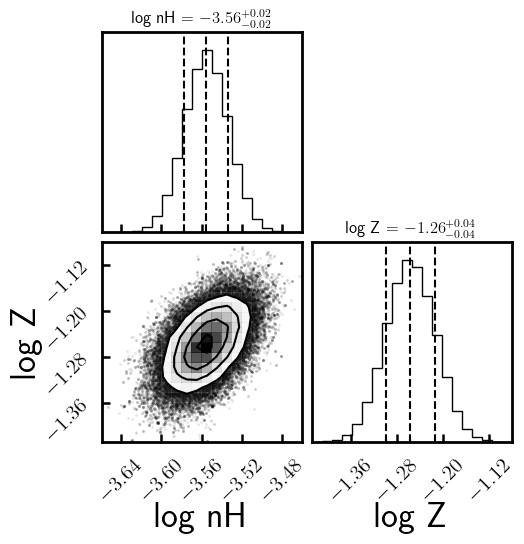 log nH = −3.56 +0.02 −0.02
log Z = −1.26 +0.04 −0.04
log Z
−1.12
−1.20
−1.28
−1.36
−3.64 −3.60 −3.56 −3.52 −3.48
−1.36 −1.28 −1.20 −1.12
log nH
log Z